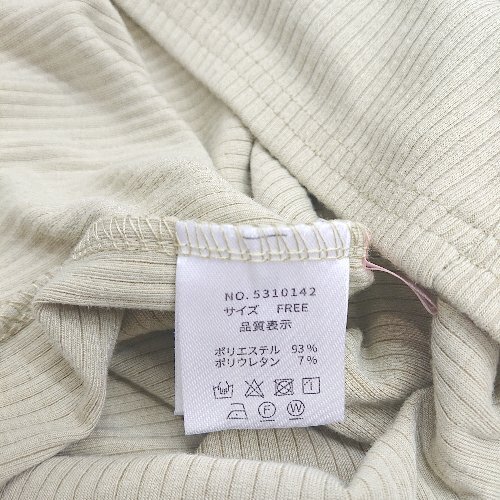 NO.5310142
サイズ FREE
品質表示
ポリエステル 93%
ポリウレタン 7%
F W